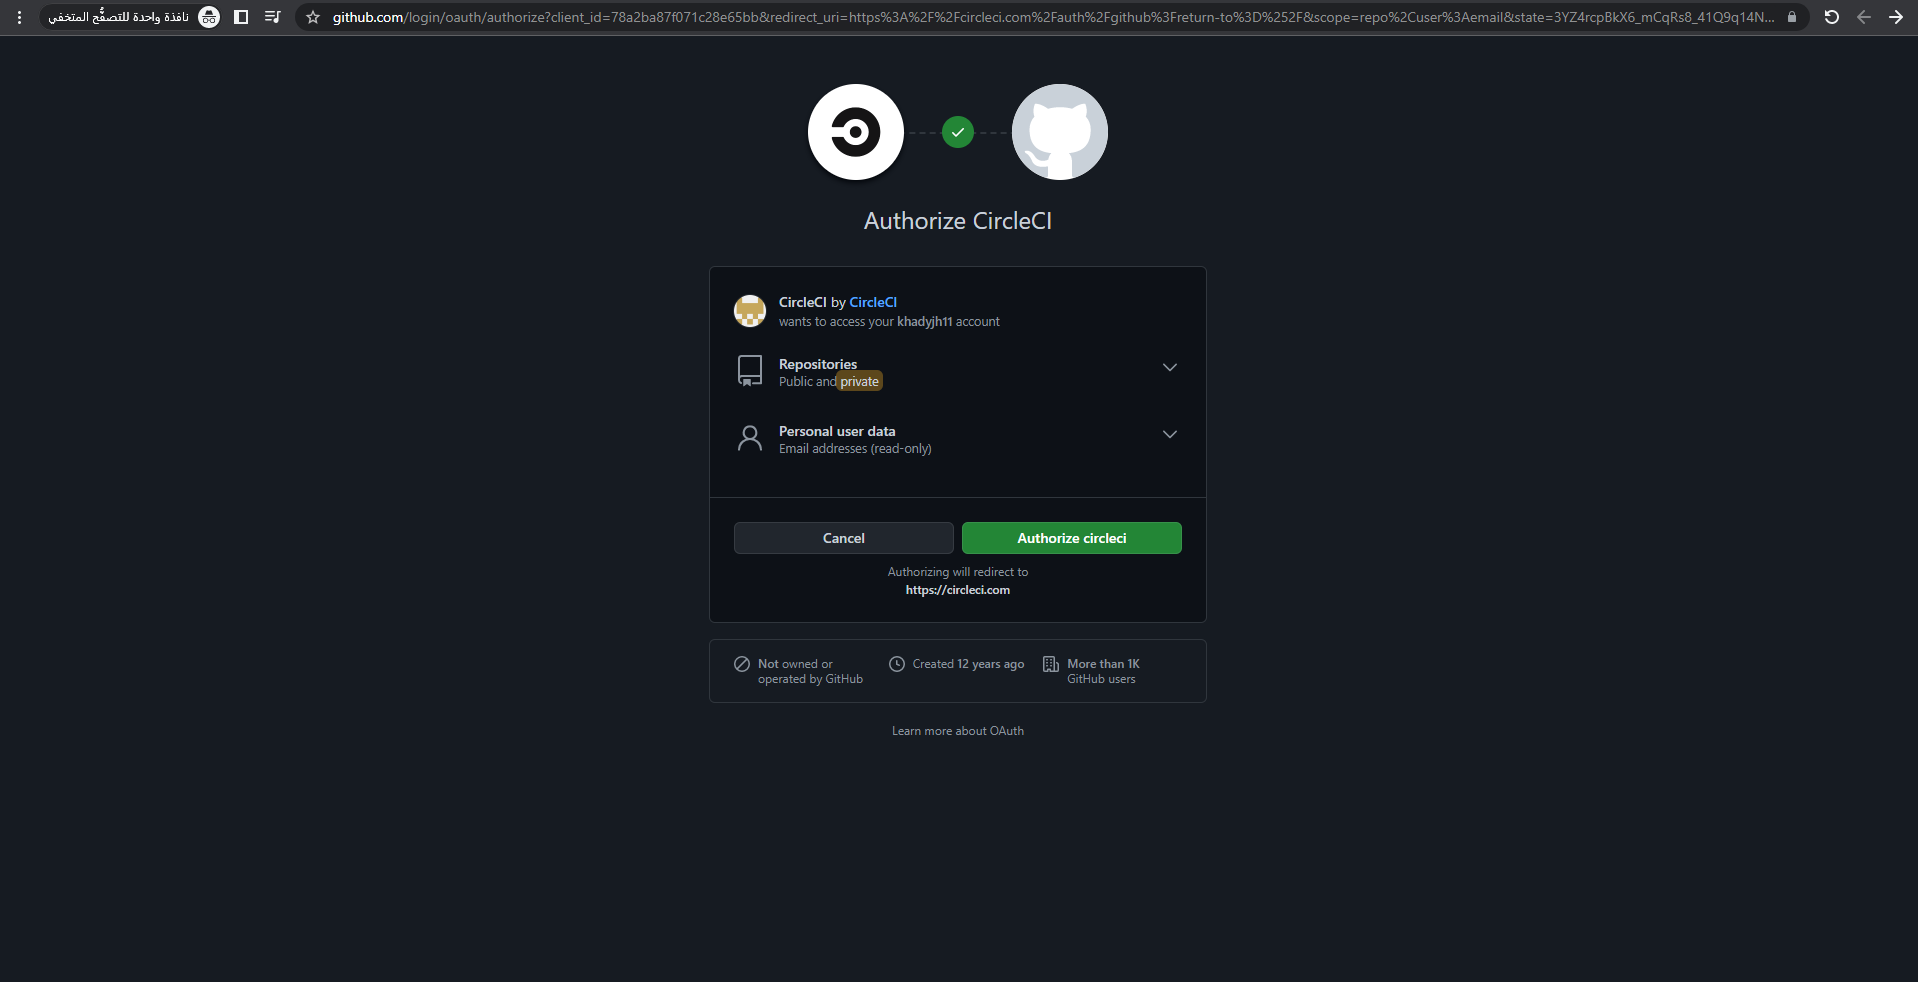 نافذة واحدة للتصفُّح المتخفي
github.com/login/oauth/authorize?client_id=78a2ba87f071c28e65bb&redirect_uri=https%3A%2F%2Fcircleci.com%2Fauth%2Fgithub%3Freturn-to%3D%252F&scope=repo%2Cuser%3Aemail&state=3YZ4rcpBkX6_mCqRs8_41Q9q14N...
Authorize CircleCI
CircleCI by CircleCI
wants to access your khadyjh11 account
Repositories
Public and private
Personal user data
Email addresses (read-only)
Cancel
Authorize circleci
Authorizing will redirect to
https://circleci.com
Not owned or
operated by GitHub
Created 12 years ago
More than 1K
GitHub users
Learn more about OAuth